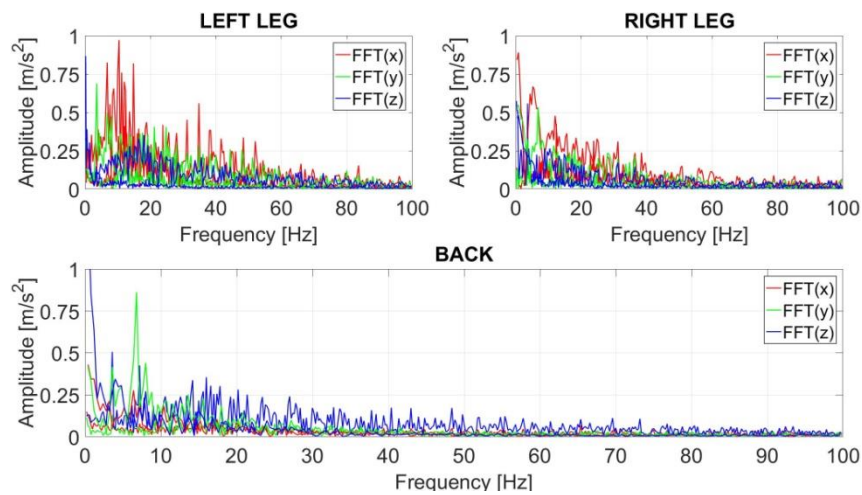 LEFT LEG
1
0.75
0.5
0.25
0
Amplitude [m/s²]
FFT(x)
FFT(y)
FFT(z)
0 20 40 60 80 100
Frequency [Hz]
RIGHT LEG
1
0.75
0.5
0.25
0
Amplitude [m/s²]
FFT(x)
FFT(y)
FFT(z)
0 20 40 60 80 100
Frequency [Hz]
BACK
1
0.75
0.5
0.25
0
Amplitude [m/s²]
FFT(x)
FFT(y)
FFT(z)
0 10 20 30 40 50 60 70 80 90 100
Frequency [Hz]